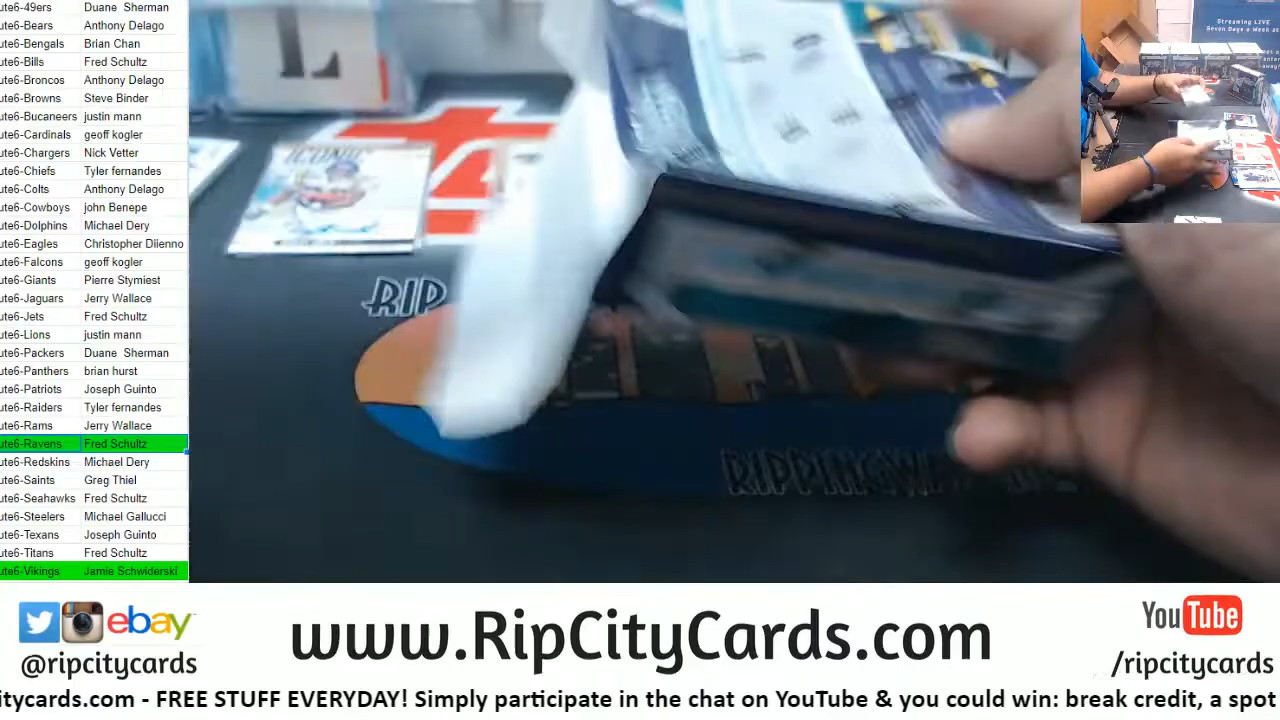 ute6-49ers Duane Sherman
ute6-Bears Anthony Delago
ute6-Bengals Brian Chan
ute6-Bills Fred Schultz
ute6-Broncos Anthony Delago
ute6-Browns Steve Binder
ute6-Bucaneers justin mann
ute6-Cardinals geoff kogler
ute6-Chargers Nick Vetter
ute6-Chiefs Tyler fernandes
ute6-Colts Anthony Delago
ute6-Cowboys john Benepe
ute6-Dolphins Michael Dery
ute6-Eagles Christopher Diienno
ute6-Falcons geoff kogler
ute6-Giants Pierre Stymiest
ute6-Jaguars Jerry Wallace
ute6-Jets Fred Schultz
ute6-Lions justin mann
ute6-Packers Duane Sherman
ute6-Panthers brian hurst
ute6-Patriots Joseph Guinto
ute6-Raiders Tyler fernandes
ute6-Rams Jerry Wallace
ute6-Ravens Fred Schultz
ute6-Redskins Michael Dery
ute6-Saints Greg Thiel
ute6-Seahawks Fred Schultz
ute6-Steelers Michael Gallucci
ute6-Texans Joseph Guinto
ute6-Titans Fred Schultz
ute6-Vikings Jamie Schwiderski
L
ICONIC
RIP
Streaming LIVE
Seven Days a Week at
ebay
@ripcitycards
www.RipCityCards.com
YouTube
/ripcitycards
citycards.com - FREE STUFF EVERYDAY! Simply participate in the chat on YouTube & you could win: break credit, a spot